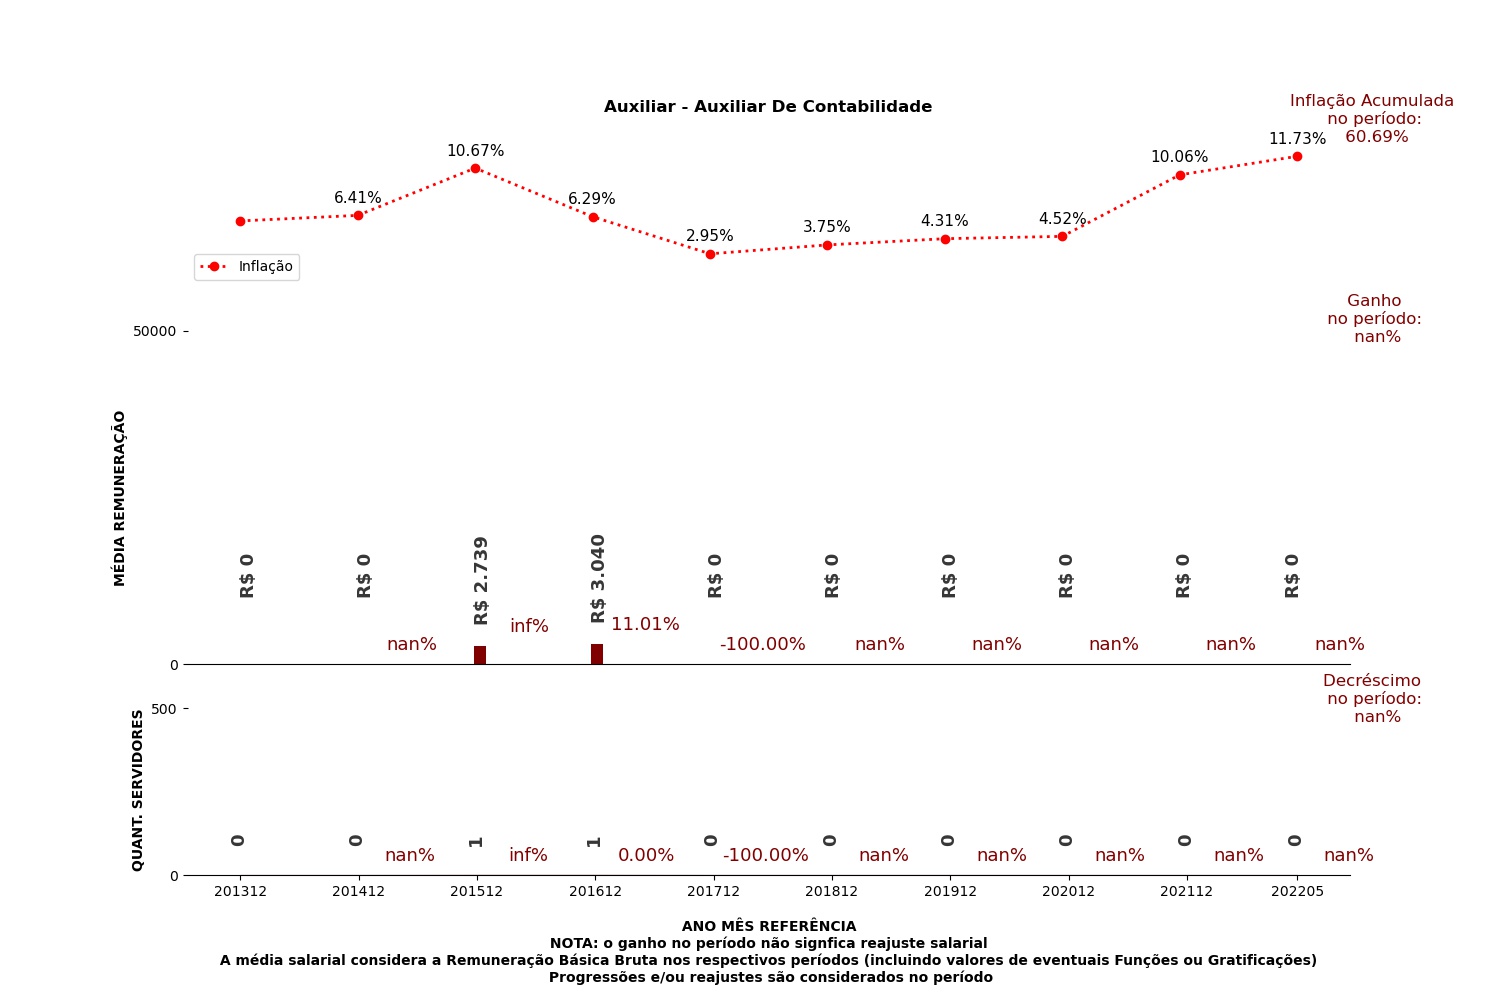 Auxiliar - Auxiliar De Contabilidade
Inflação Acumulada
no período:
60.69%
6.41%
10.67%
6.29%
2.95%
3.75%
4.31%
4.52%
10.06%
11.73%
Inflação
Ganho
no período:
nan%
50000
0
MÉDIA REMUNERAÇÃO
R$ 0
R$ 0
R$ 2.739
R$ 3.040
R$ 0
R$ 0
R$ 0
R$ 0
R$ 0
R$ 0
nan%
inf%
11.01%
-100.00%
nan%
nan%
nan%
nan%
nan%
Decréscimo
no período:
nan%
500
0
QUANT. SERVIDORES
0
0
1
1
0
0
0
0
0
0
nan%
inf%
0.00%
-100.00%
nan%
nan%
nan%
nan%
nan%
201312
201412
201512
201612
201712
201812
201912
202012
202112
202205
ANO MÊS REFERÊNCIA
NOTA: o ganho no período não signfica reajuste salarial
A média salarial considera a Remuneração Básica Bruta nos respectivos períodos (incluindo valores de eventuais Funções ou Gratificações)
Progressões e/ou reajustes são considerados no período